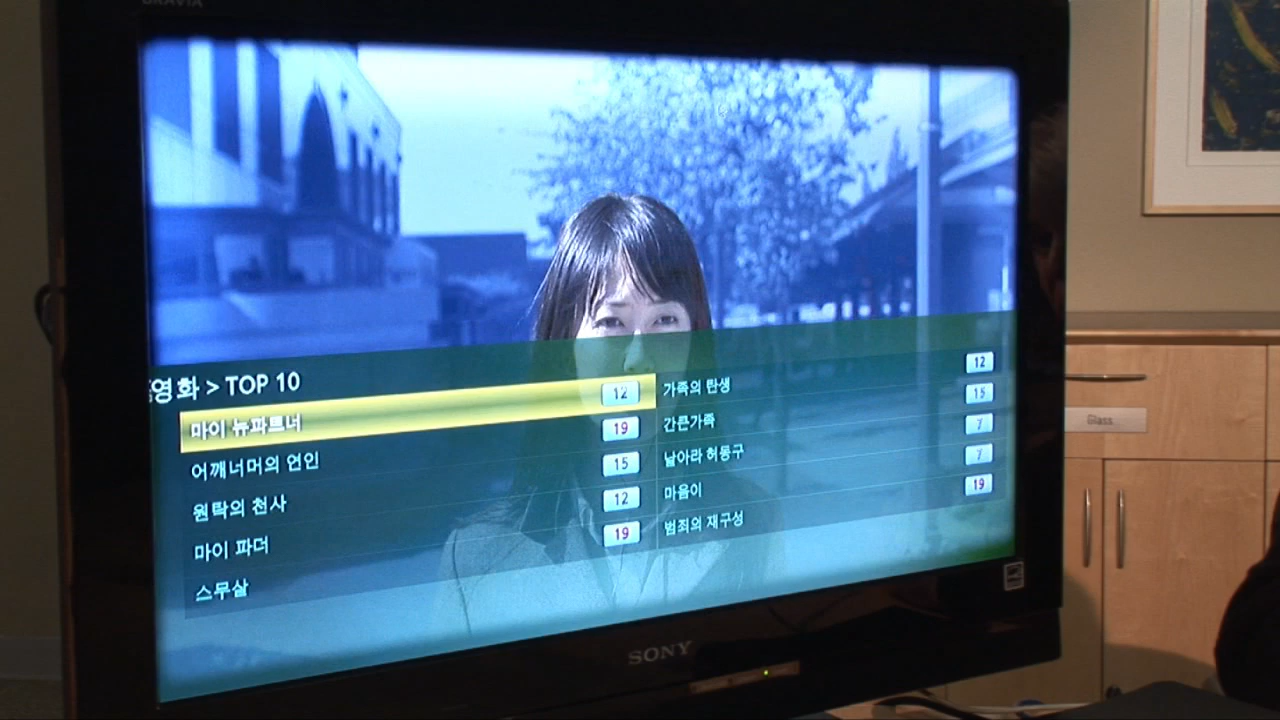 BRAVIA
영화 > TOP 10
마이 뉴파트너 12
어깨너머의 연인 19
원탁의 천사 15
마이 파더 12
스무살 19
가족의 탄생 12
간큰가족 15
날아라 허동구 7
마음이 7
범죄의 재구성 19
Glass
SONY